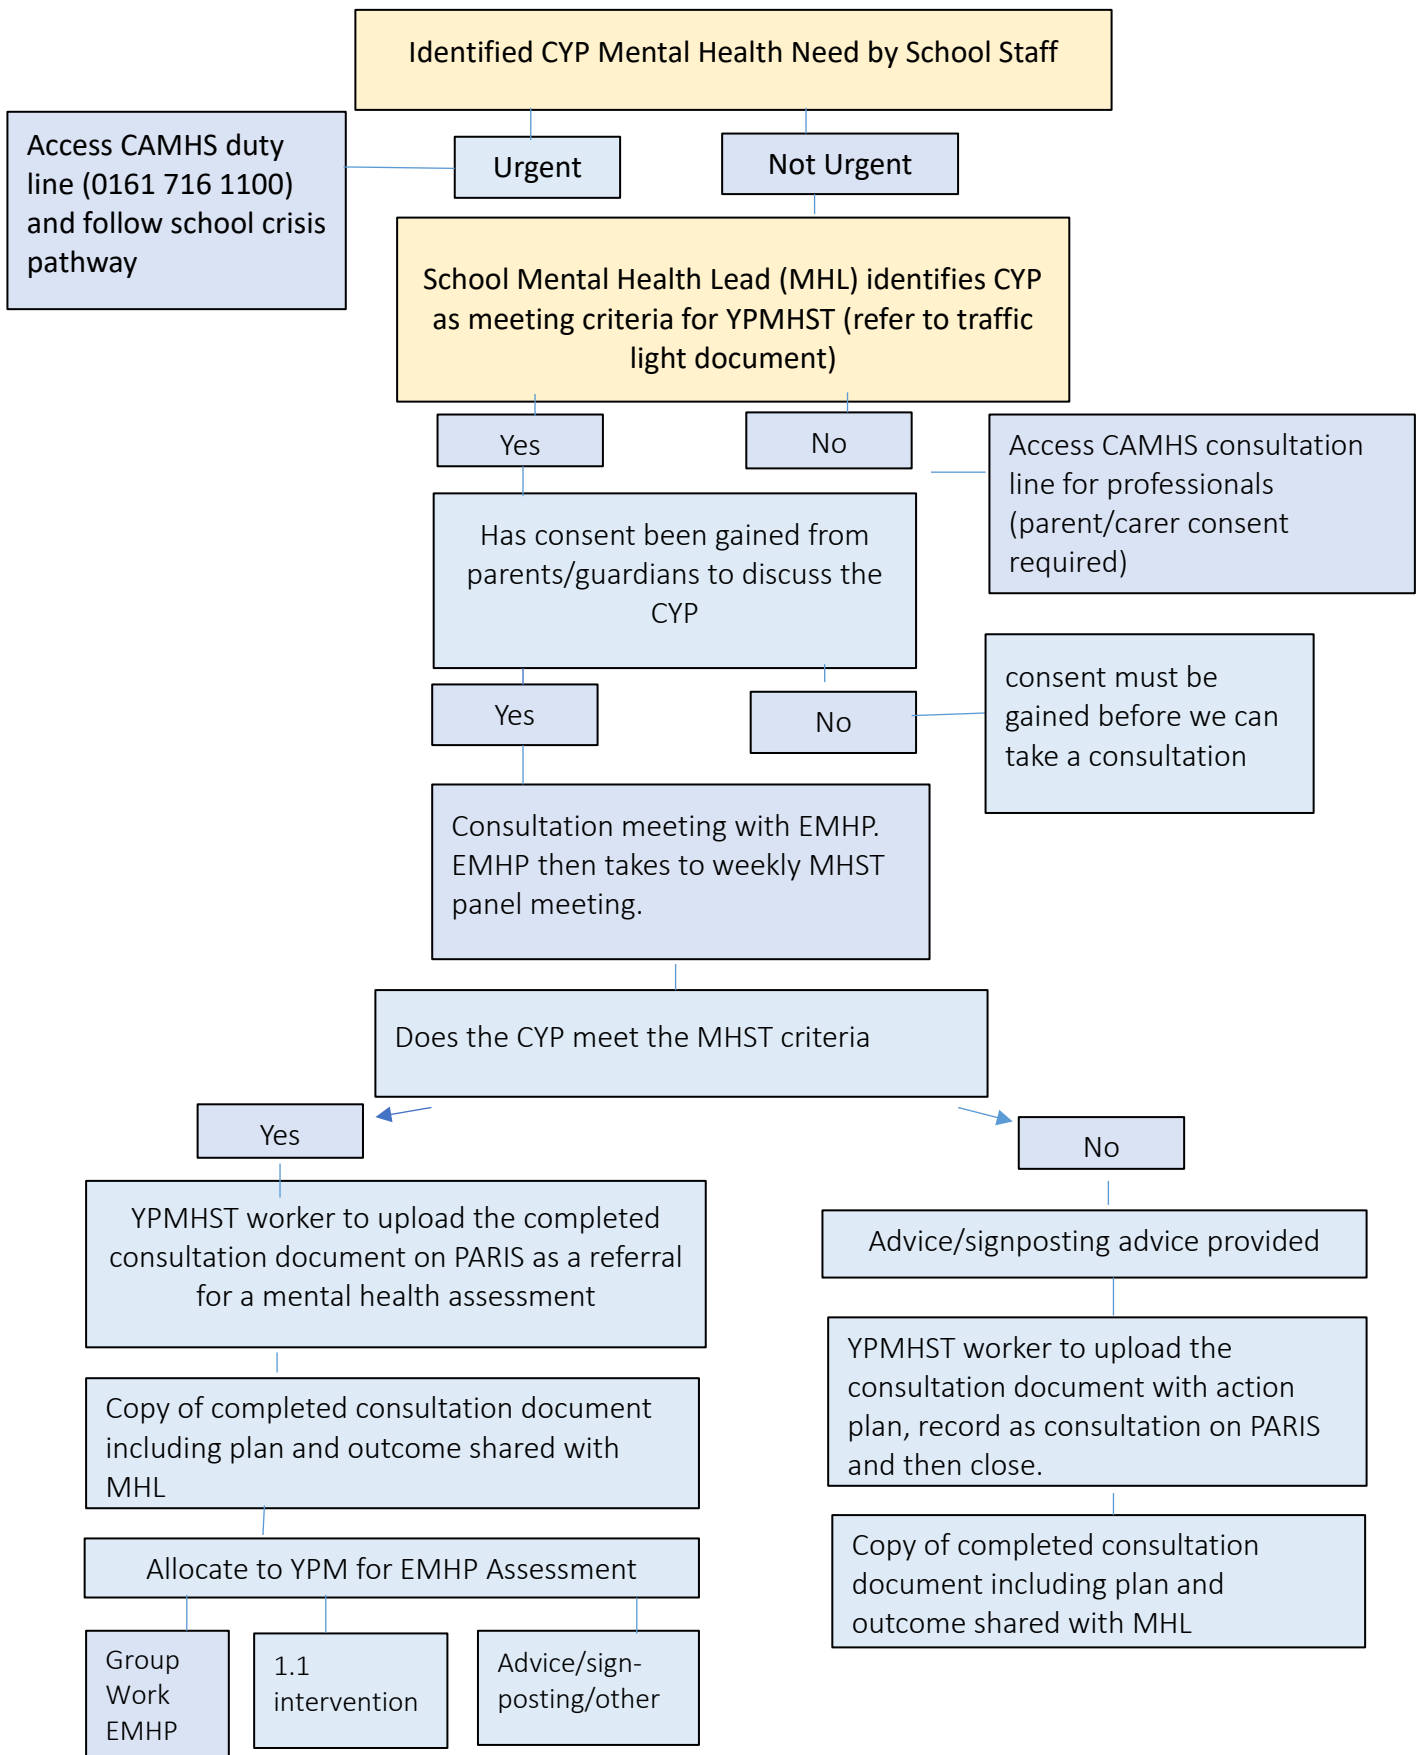 Identified CYP Mental Health Need by School Staff
Access CAMHS duty
line (0161 716 1100)
and follow school crisis
pathway
Urgent
Not Urgent
School Mental Health Lead (MHL) identifies CYP
as meeting criteria for YPMHST (refer to traffic
light document)
Yes
No
Access CAMHS consultation
line for professionals
(parent/carer consent
required)
Has consent been gained from
parents/guardians to discuss the
CYP
Yes
No
consent must be
gained before we can
take a consultation
Consultation meeting with EMHP.
EMHP then takes to weekly MHST
panel meeting.
Does the CYP meet the MHST criteria
Yes
No
YPMHST worker to upload the completed
consultation document on PARIS as a referral
for a mental health assessment
Advice/signposting advice provided
YPMHST worker to upload the
consultation document with action
plan, record as consultation on PARIS
and then close.
Copy of completed consultation document
including plan and outcome shared with
MHL
Copy of completed consultation
document including plan and
outcome shared with MHL
Allocate to YPM for EMHP Assessment
Group
Work
EMHP
1.1
intervention
Advice/sign-
posting/other